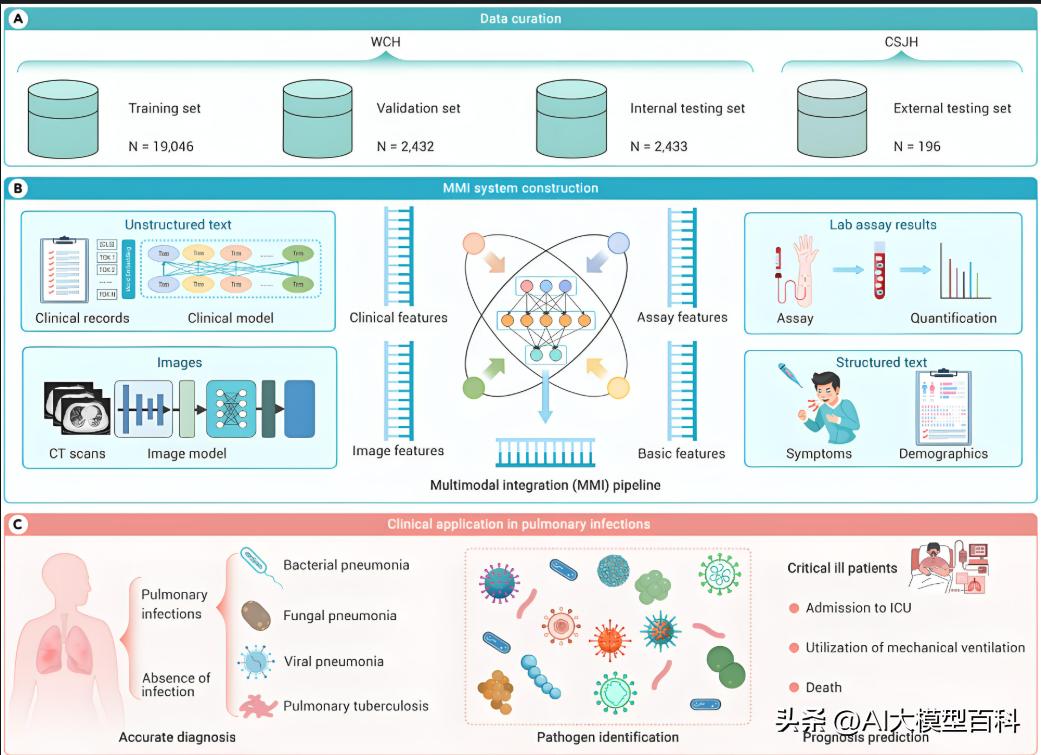 A
Data curation
WCH
CSJH
Training set
N = 19,046
Validation set
N = 2,432
Internal testing set
N = 2,433
External testing set
N = 196
B
MMI system construction
Unstructured text
[CLS]
TOK 1
TOK 2
......
TOK N
Word Embedding
Trm Trm Trm ...... Trm
Trm Trm Trm ...... Trm
Clinical records
Clinical model
Clinical features
Images
CT scans
Image model
Image features
Assay features
Basic features
Multimodal integration (MMI) pipeline
Lab assay results
Assay
Quantification
Structured text
Symptoms
Demographics
C
Clinical application in pulmonary infections
Pulmonary
infections
Absence of
infection
Bacterial pneumonia
Fungal pneumonia
Viral pneumonia
Pulmonary tuberculosis
Accurate diagnosis
Pathogen identification
Critical ill patients
Admission to ICU
Utilization of mechanical ventilation
Death
Prognosis prediction
头条 @AI大模型百科